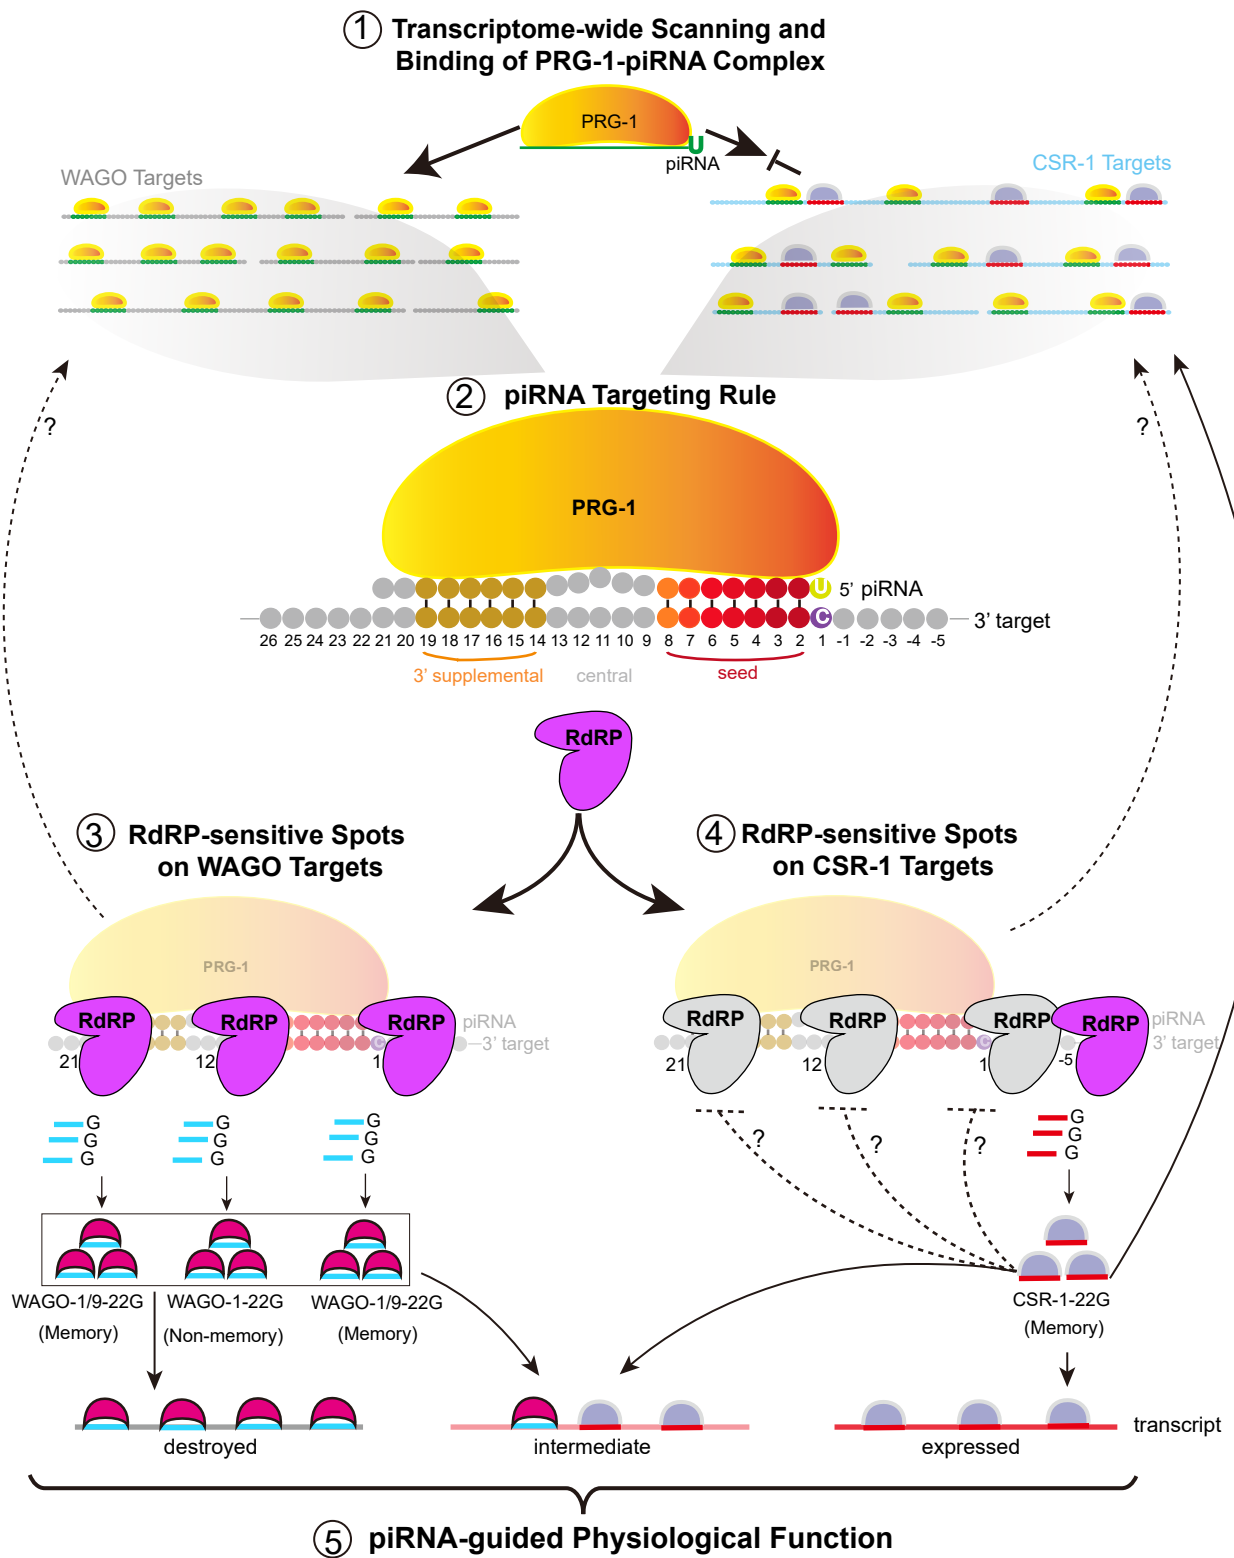 ① Transcriptome-wide Scanning and
Binding of PRG-1-piRNA Complex
PRG-1
U
piRNA
WAGO Targets
CSR-1 Targets
② piRNA Targeting Rule
?
?
PRG-1
U 5’ piRNA
C 3’ target
26 25 24 23 22 21 20 19 18 17 16 15 14 13 12 11 10 9 8 7 6 5 4 3 2 1 -1 -2 -3 -4 -5
3’ supplemental central seed
RdRP
③ RdRP-sensitive Spots
on WAGO Targets
④ RdRP-sensitive Spots
on CSR-1 Targets
PRG-1
RdRP RdRP RdRP piRNA
C 3’ target
21 12 1
PRG-1
RdRP RdRP RdRP RdRP piRNA
C 3’ target
21 12 1 -5
G G G
G G G
G G G
? ? ?
G
G
G
WAGO-1/9-22G WAGO-1-22G WAGO-1/9-22G
(Memory) (Non-memory) (Memory)
CSR-1-22G
(Memory)
transcript
destroyed intermediate expressed
⑤ piRNA-guided Physiological Function